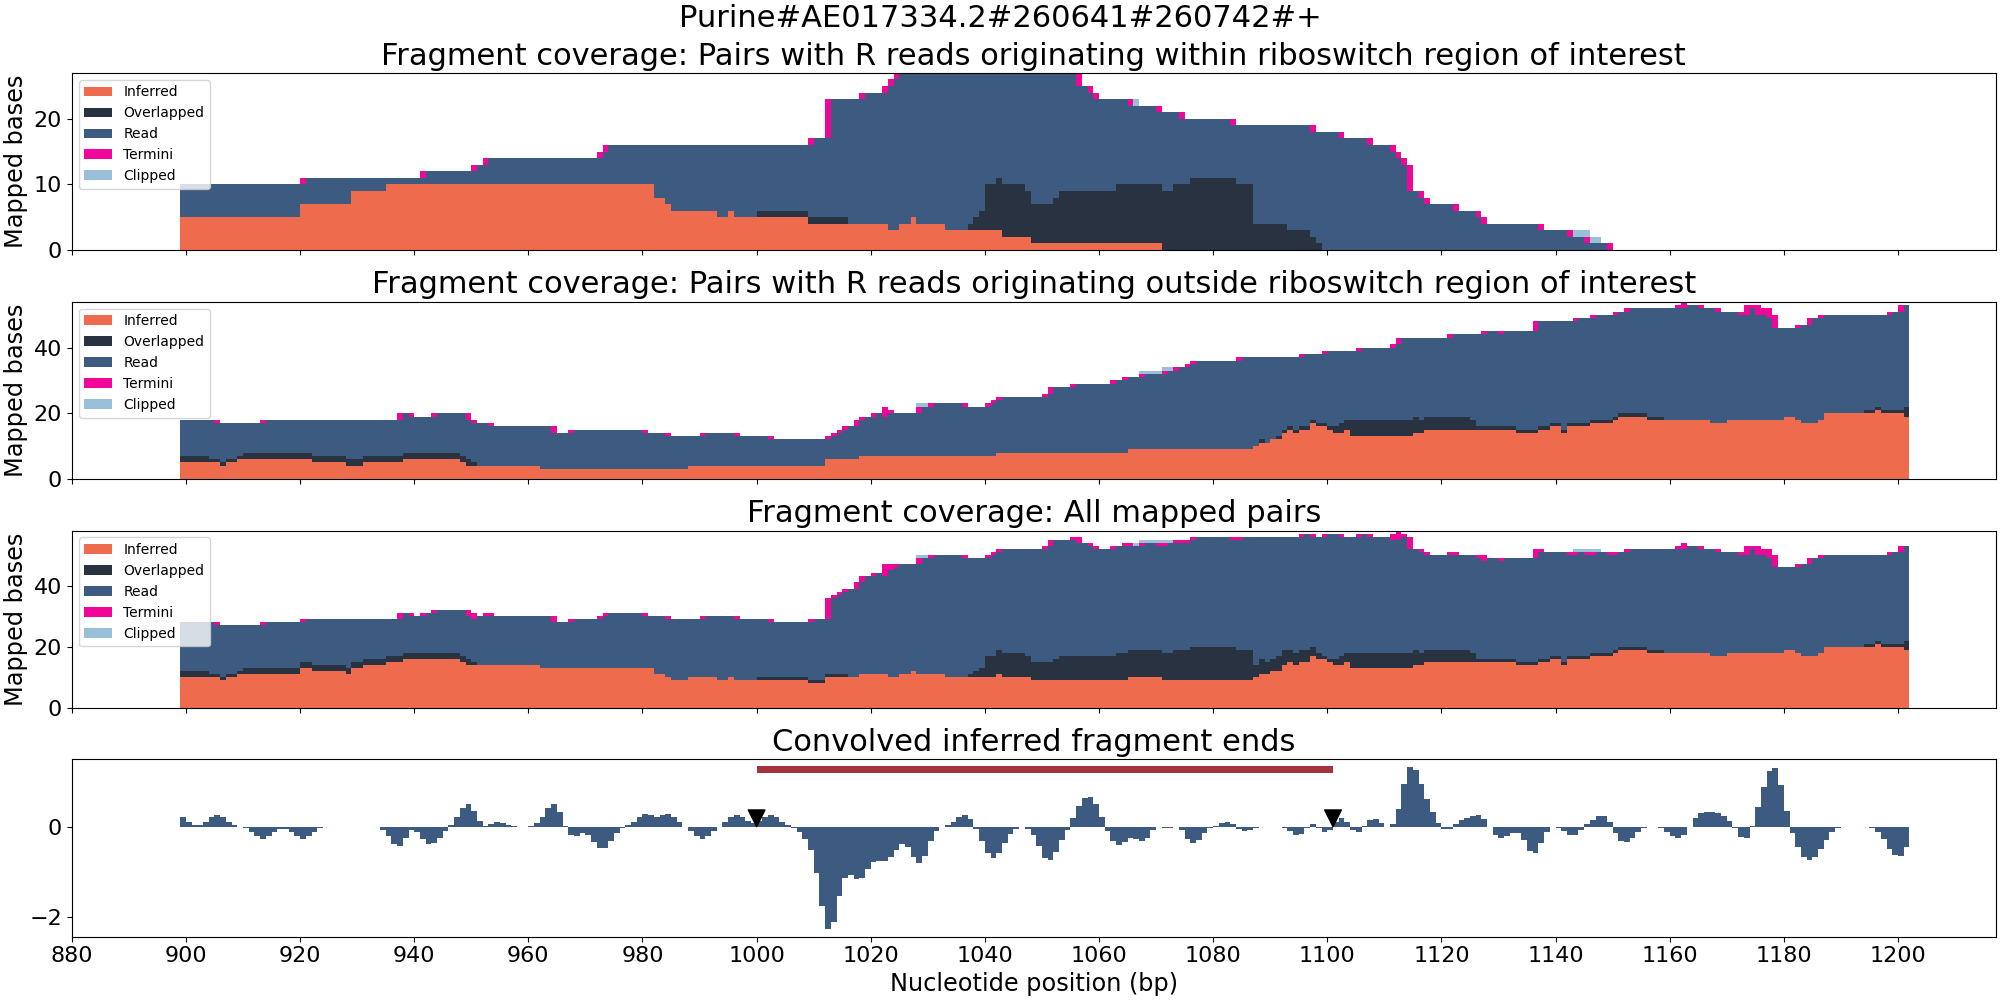 Purine#AE017334.2#260641#260742#+
Fragment coverage: Pairs with R reads originating within riboswitch region of interest
Mapped bases
20
10
0
Inferred
Overlapped
Read
Termini
Clipped
Fragment coverage: Pairs with R reads originating outside riboswitch region of interest
Mapped bases
40
20
0
Inferred
Overlapped
Read
Termini
Clipped
Fragment coverage: All mapped pairs
Mapped bases
40
20
0
Inferred
Overlapped
Read
Termini
Clipped
Convolved inferred fragment ends
0
−2
880 900 920 940 960 980 1000 1020 1040 1060 1080 1100 1120 1140 1160 1180 1200
Nucleotide position (bp)